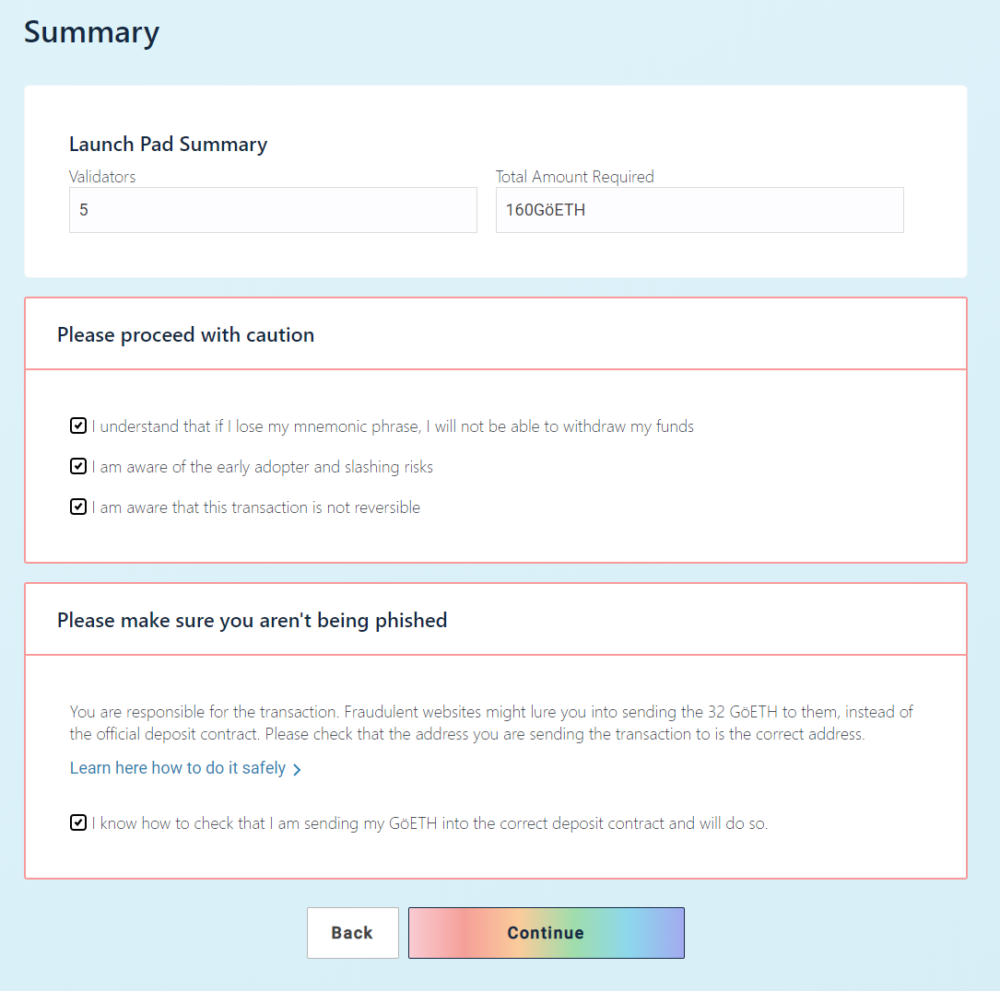 Summary
Launch Pad Summary
Validators
Total Amount Required
5
160GöETH
Please proceed with caution
I understand that if I lose my mnemonic phrase, I will not be able to withdraw my funds
I am aware of the early adopter and slashing risks
I am aware that this transaction is not reversible
Please make sure you aren't being phished
You are responsible for the transaction. Fraudulent websites might lure you into sending the 32 GöETH to them, instead of
the official deposit contract. Please check that the address you are sending the transaction to is the correct address.
Learn here how to do it safely
I know how to check that I am sending my GöETH into the correct deposit contract and will do so.
Back
Continue